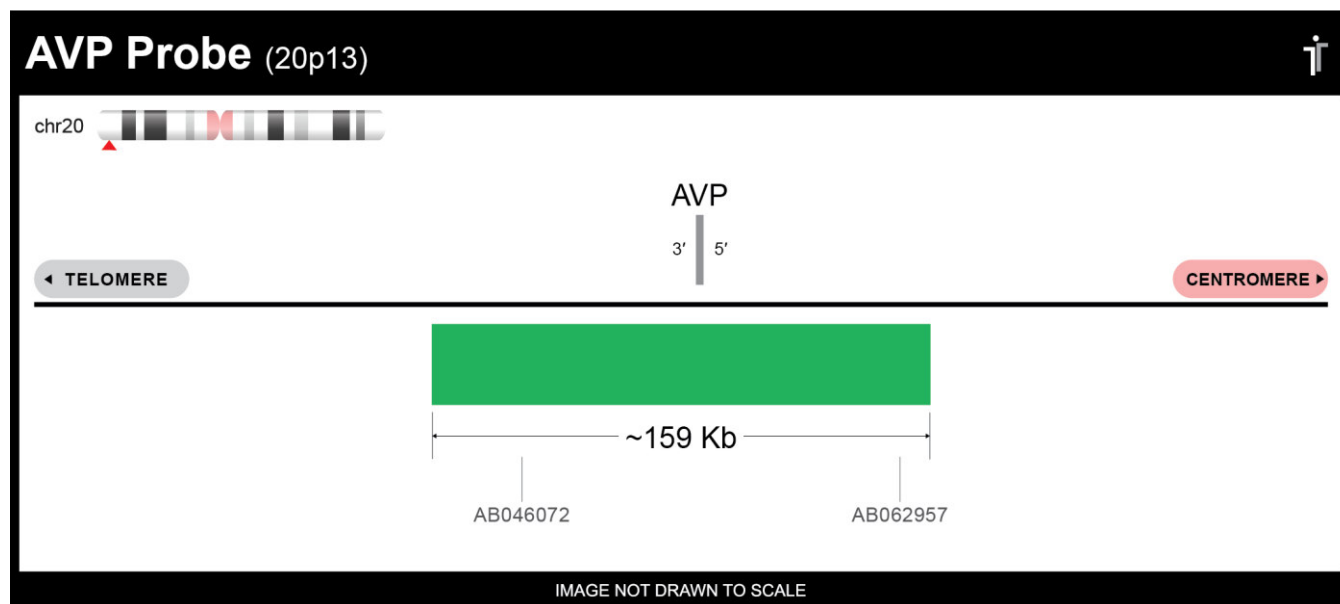 AVP Probe (20p13)
chr20
AVP
3′ 5′
TELOMERE
CENTROMERE
~159 Kb
AB046072 AB062957
IMAGE NOT DRAWN TO SCALE